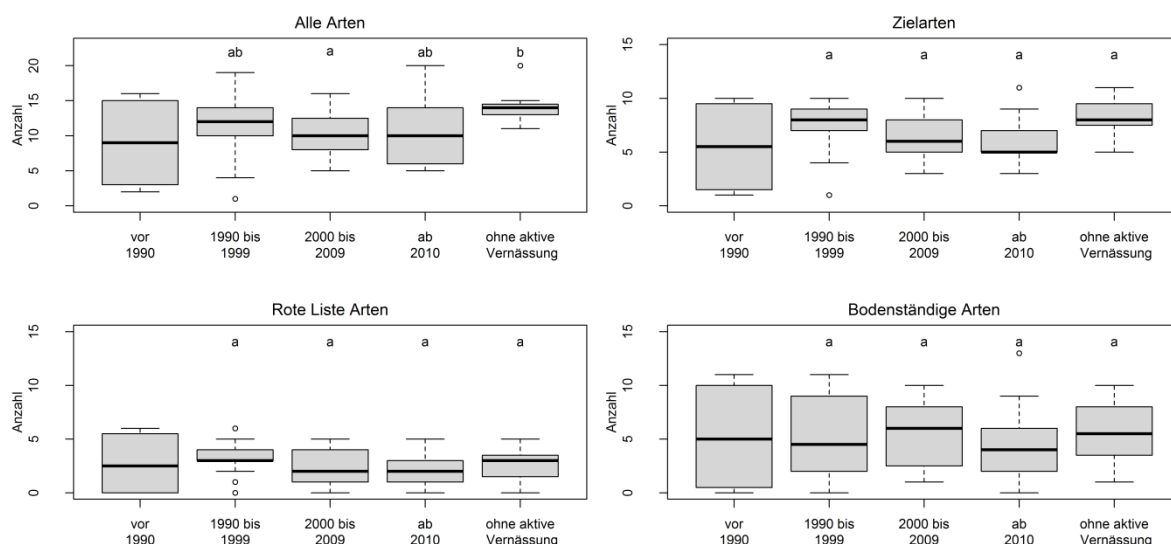 Alle Arten
Anzahl
20
15
10
5
0
ab
a
ab
b
vor
1990
1990 bis
1999
2000 bis
2009
ab
2010
ohne aktive
Vernässung
Zielarten
Anzahl
15
10
5
0
a
a
a
a
vor
1990
1990 bis
1999
2000 bis
2009
ab
2010
ohne aktive
Vernässung
Rote Liste Arten
Anzahl
15
10
5
0
a
a
a
a
vor
1990
1990 bis
1999
2000 bis
2009
ab
2010
ohne aktive
Vernässung
Bodenständige Arten
Anzahl
15
10
5
0
a
a
a
a
vor
1990
1990 bis
1999
2000 bis
2009
ab
2010
ohne aktive
Vernässung